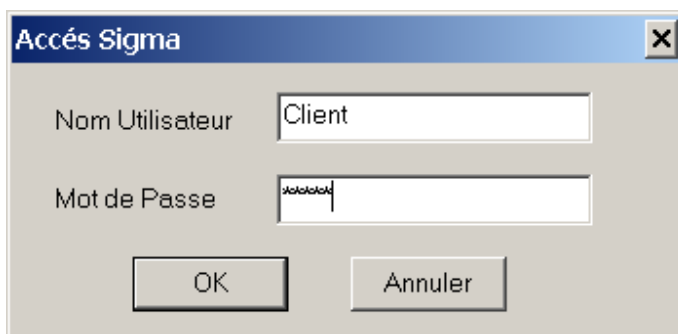 Accés Sigma
Nom Utilisateur Client
Mot de Passe ******
OK Annuler